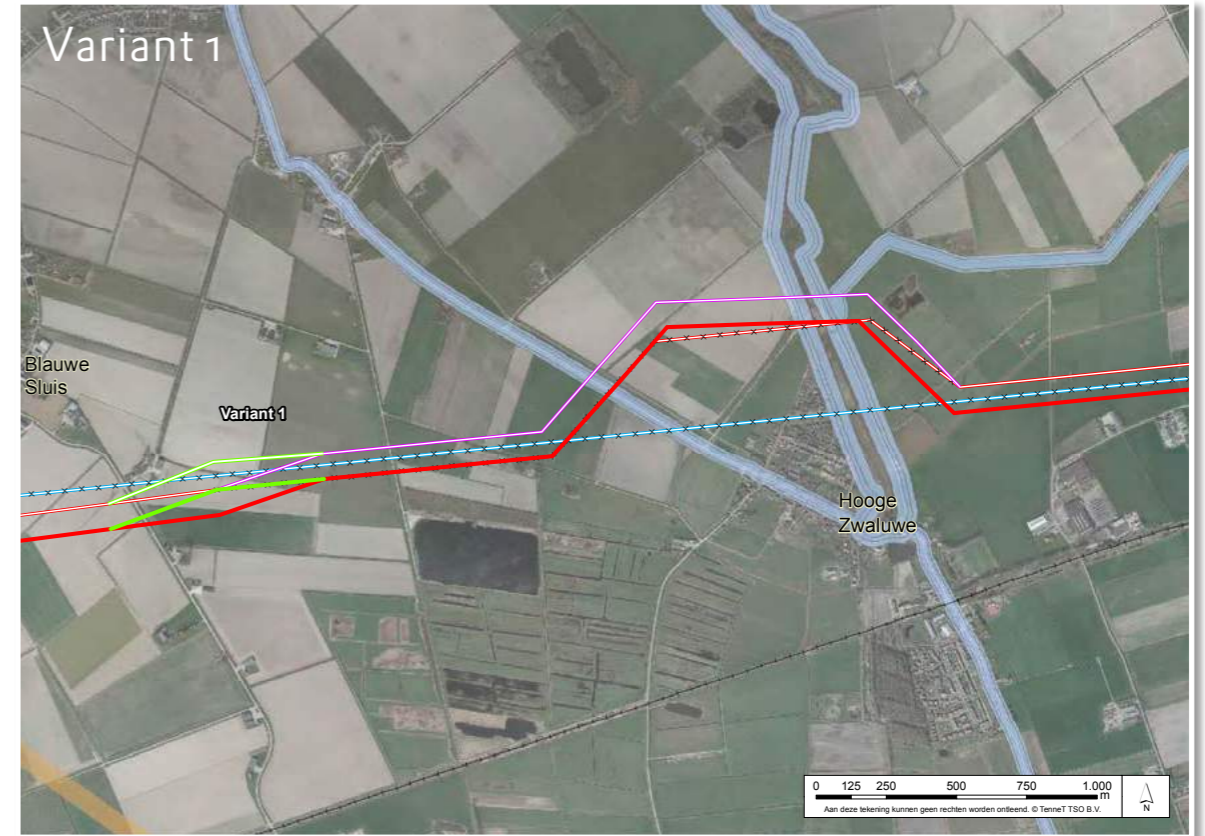 Variant 1
Blauwe
Sluis
Variant 1
Hooge
Zwaluwe
0 125 250 500 750 1.000
m
Aan deze tekening kunnen geen rechten worden ontleend. © TenneT TSO B.V.
N